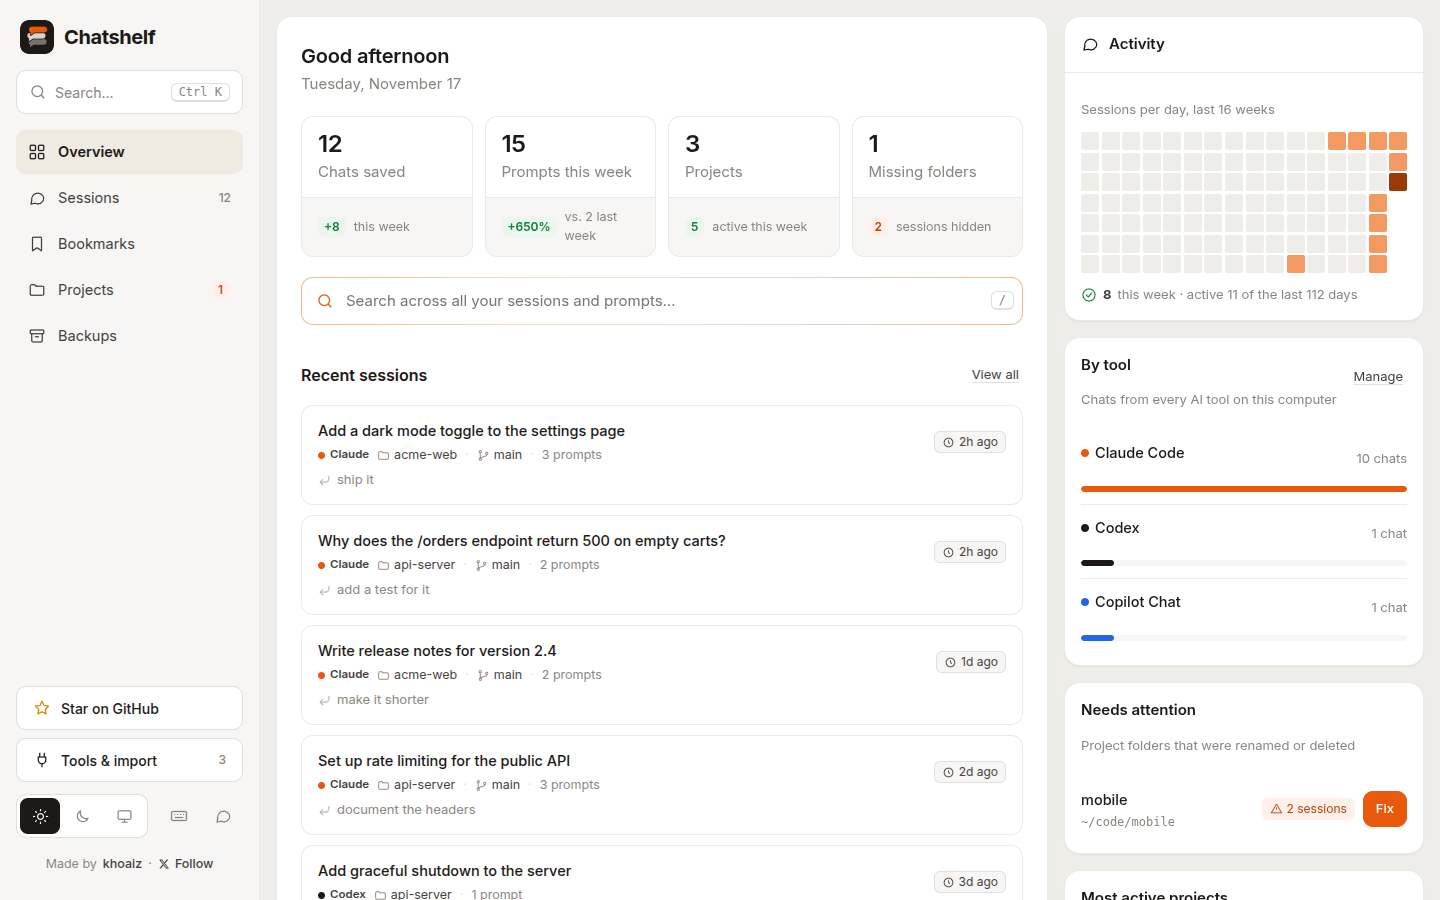 Chatshelf
Search...
Ctrl K
Overview
Sessions
12
Bookmarks
Projects
1
Backups
Star on GitHub
Tools & import
3
Made by khoaiz · X Follow
Good afternoon
Tuesday, November 17
12
Chats saved
+8 this week
15
Prompts this week
+650% vs. 2 last
week
3
Projects
5 active this week
1
Missing folders
2 sessions hidden
Search across all your sessions and prompts...
/
Recent sessions
View all
Add a dark mode toggle to the settings page
Claude acme-web · main · 3 prompts
ship it
2h ago
Why does the /orders endpoint return 500 on empty carts?
Claude api-server · main · 2 prompts
add a test for it
2h ago
Write release notes for version 2.4
Claude acme-web · main · 2 prompts
make it shorter
1d ago
Set up rate limiting for the public API
Claude api-server · main · 3 prompts
document the headers
2d ago
Add graceful shutdown to the server
Codex api-server · 1 prompt
3d ago
Activity
Sessions per day, last 16 weeks
8 this week · active 11 of the last 112 days
By tool
Manage
Chats from every AI tool on this computer
Claude Code
10 chats
Codex
1 chat
Copilot Chat
1 chat
Needs attention
Project folders that were renamed or deleted
mobile
~/code/mobile
2 sessions
Fix
Most active projects